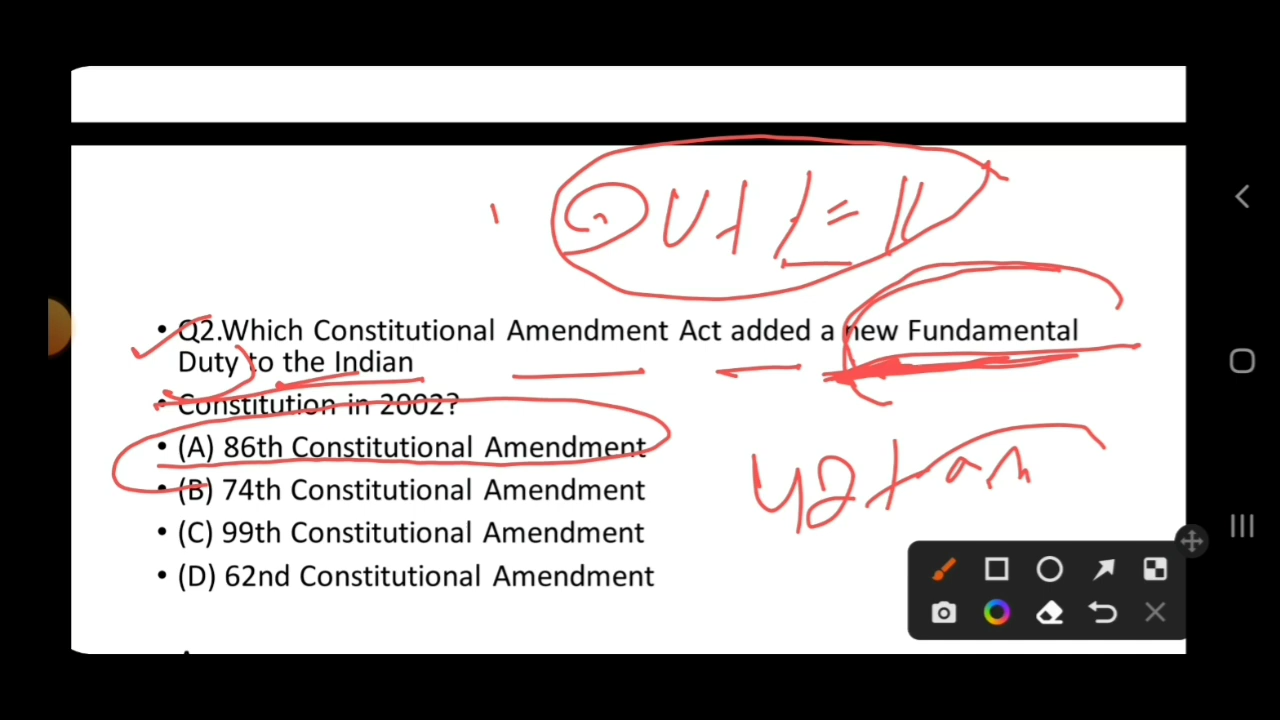 • Q2.Which Constitutional Amendment Act added a new Fundamental
Duty to the Indian
• Constitution in 2002?
• (A) 86th Constitutional Amendment
• (B) 74th Constitutional Amendment
• (C) 99th Constitutional Amendment
• (D) 62nd Constitutional Amendment